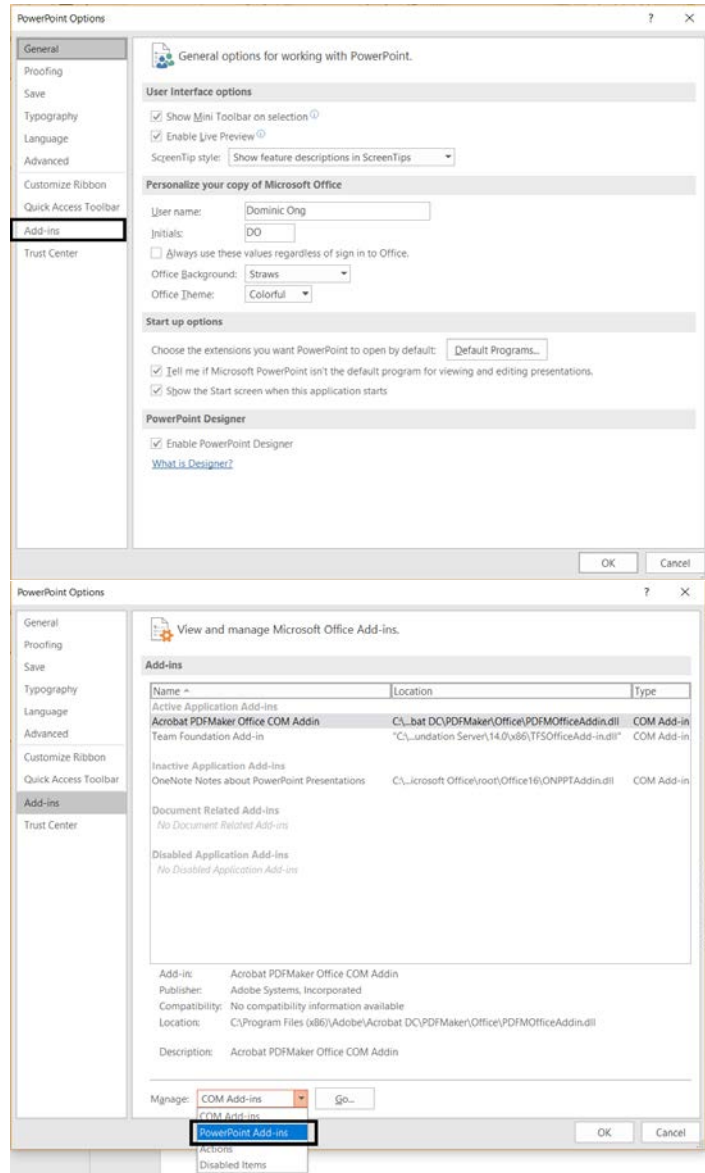 PowerPoint Options ? ×
General
Proofing
Save
Typography
Language
Advanced
Customize Ribbon
Quick Access Toolbar
Add-ins
Trust Center
General options for working with PowerPoint.
User Interface options
Show Mini Toolbar on selection
Enable Live Preview
ScreenTip style: Show feature descriptions in ScreenTips
Personalize your copy of Microsoft Office
User name: Dominic Ong
Initials: DO
Always use these values regardless of sign in to Office.
Office Background: Straws
Office Theme: Colorful
Start up options
Choose the extensions you want PowerPoint to open by default: Default Programs...
Tell me if Microsoft PowerPoint isn't the default program for viewing and editing presentations.
Show the Start screen when this application starts
PowerPoint Designer
Enable PowerPoint Designer
What is Designer?
OK Cancel
PowerPoint Options ? ×
General
Proofing
Save
Typography
Language
Advanced
Customize Ribbon
Quick Access Toolbar
Add-ins
Trust Center
View and manage Microsoft Office Add-ins.
Add-ins
Name Location Type
Active Application Add-ins
Acrobat PDFMaker Office COM Addin C:\...bat DC\PDFMaker\Office\PDFMOfficeAddin.dll COM Add-in
Team Foundation Add-in "C:\...undation Server\14.0\x86\TFSOfficeAdd-in.dll" COM Add-in
Inactive Application Add-ins
OneNote Notes about PowerPoint Presentations C:\...icrosoft Office\root\Office16\ONPPTAddin.dll COM Add-in
Document Related Add-ins
No Document Related Add-ins
Disabled Application Add-ins
No Disabled Application Add-ins
Add-in: Acrobat PDFMaker Office COM Addin
Publisher: Adobe Systems, Incorporated
Compatibility: No compatibility information available
Location: C:\Program Files (x86)\Adobe\Acrobat DC\PDFMaker\Office\PDFMOfficeAddin.dll
Description: Acrobat PDFMaker Office COM Addin
Manage: COM Add-ins Go...
COM Add-ins
PowerPoint Add-ins
Actions
Disabled Items
OK Cancel